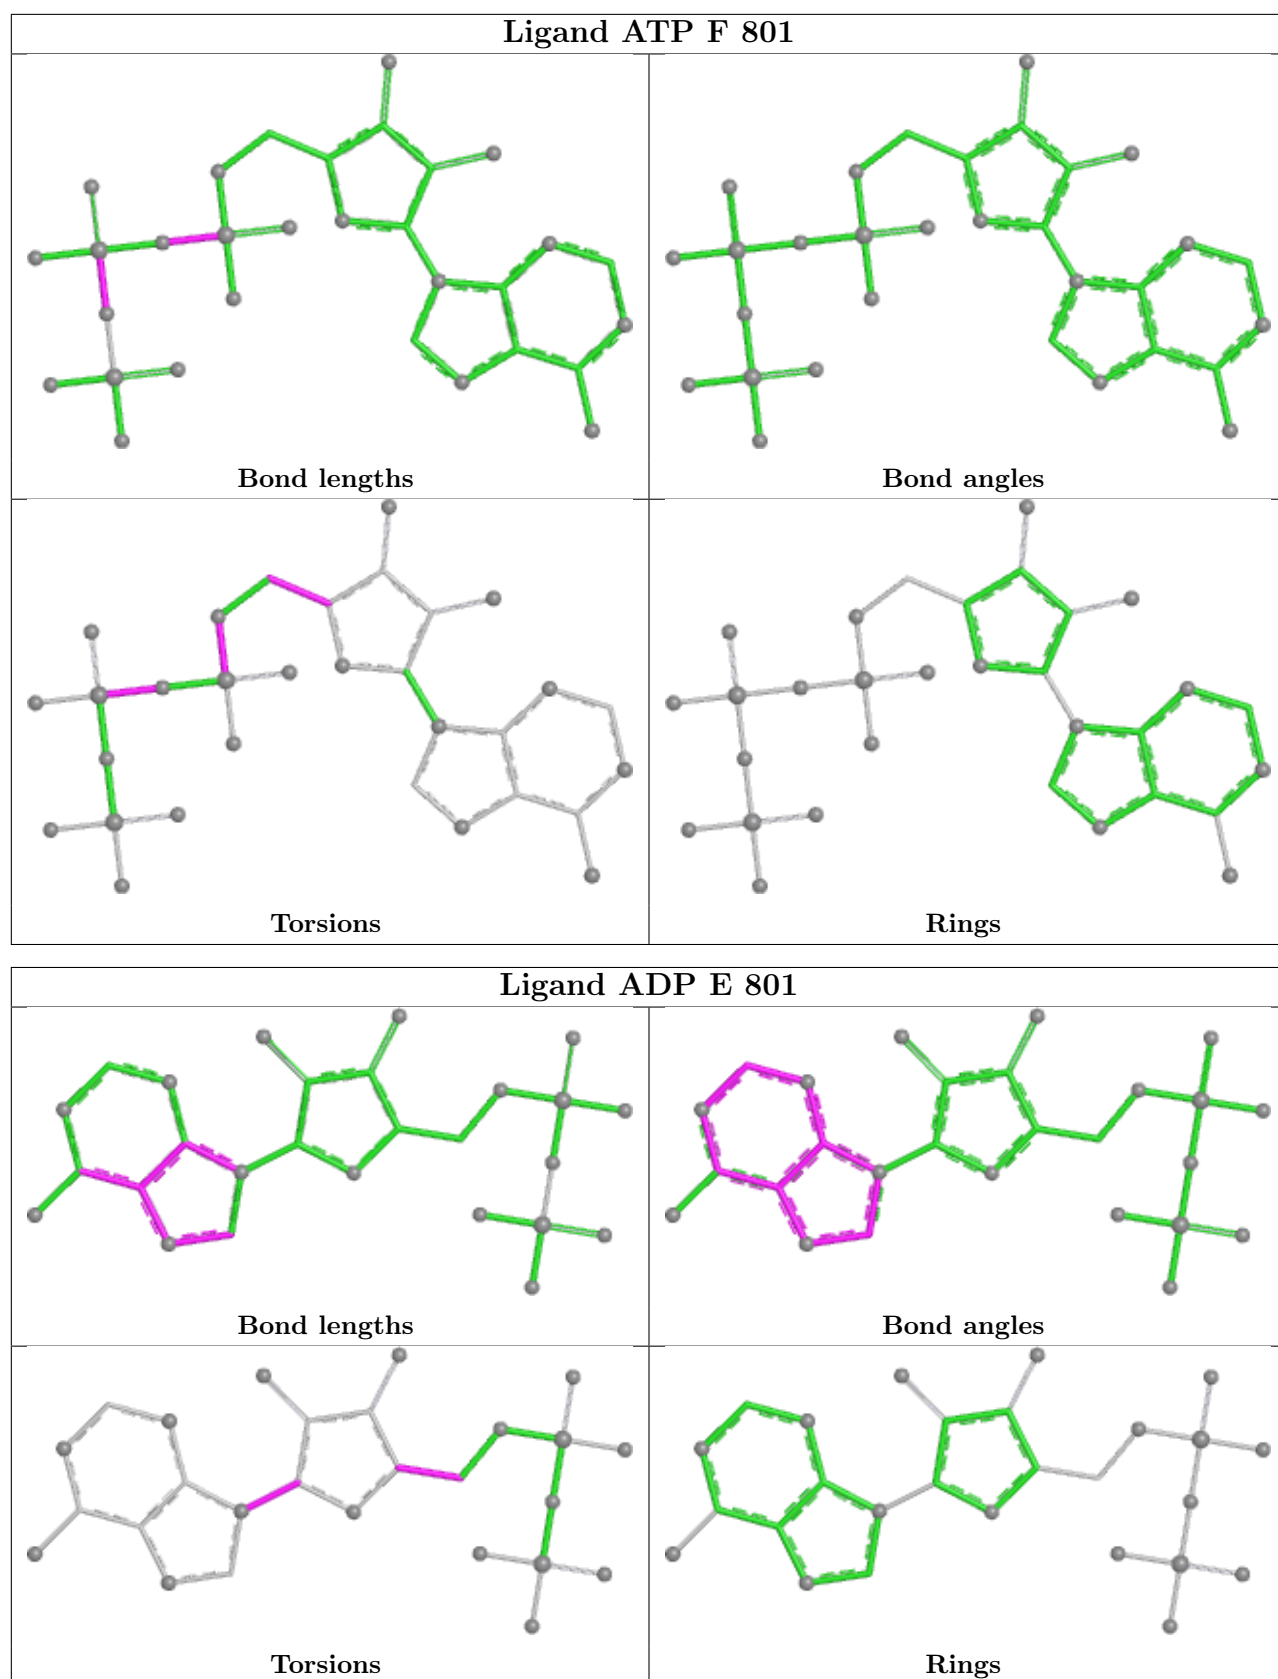 Ligand ATP F 801
Bond lengths
Bond angles
Torsions
Rings
Ligand ADP E 801
Bond lengths
Bond angles
Torsions
Rings